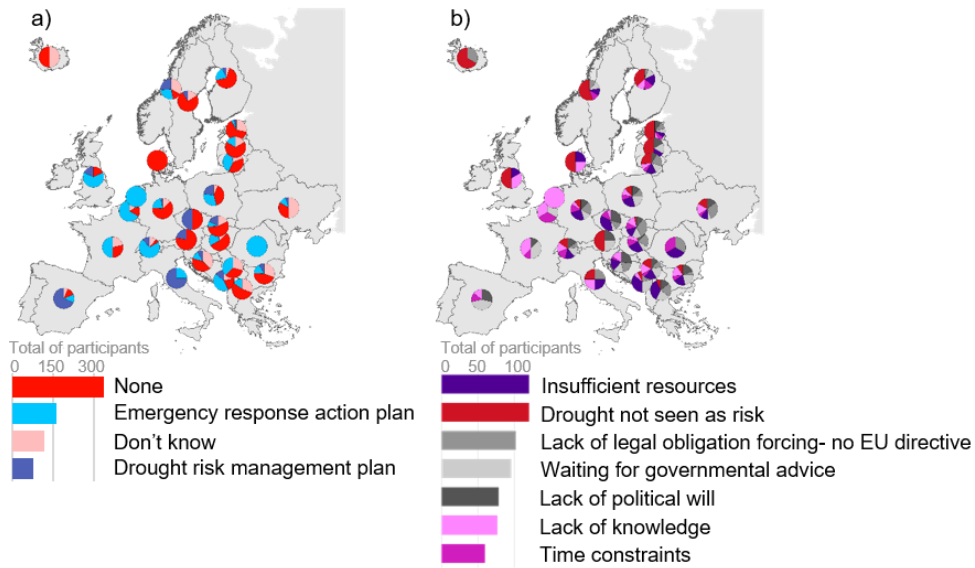 a)
Total of participants
0 150 300
None
Emergency response action plan
Don't know
Drought risk management plan
b)
Total of participants
0 50 100
Insufficient resources
Drought not seen as risk
Lack of legal obligation forcing- no EU directive
Waiting for governmental advice
Lack of political will
Lack of knowledge
Time constraints